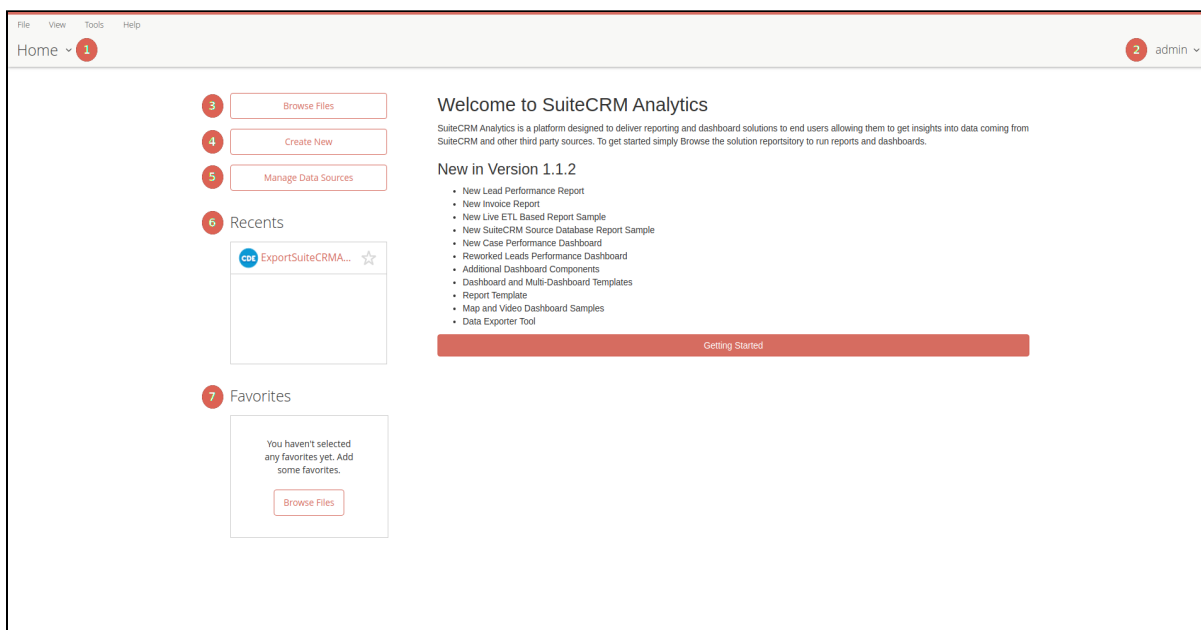 File View Tools Help
Home 1
2 admin
3 Browse Files
4 Create New
5 Manage Data Sources
6 Recents
CDE ExportSuiteCRMA...
7 Favorites
You haven't selected
any favorites yet. Add
some favorites.
Browse Files
Welcome to SuiteCRM Analytics
SuiteCRM Analytics is a platform designed to deliver reporting and dashboard solutions to end users allowing them to get insights into data coming from
SuiteCRM and other third party sources. To get started simply Browse the solution reportsitory to run reports and dashboards.
New in Version 1.1.2
• New Lead Performance Report
• New Invoice Report
• New Live ETL Based Report Sample
• New SuiteCRM Source Database Report Sample
• New Case Performance Dashboard
• Reworked Leads Performance Dashboard
• Additional Dashboard Components
• Dashboard and Multi-Dashboard Templates
• Report Template
• Map and Video Dashboard Samples
• Data Exporter Tool
Getting Started